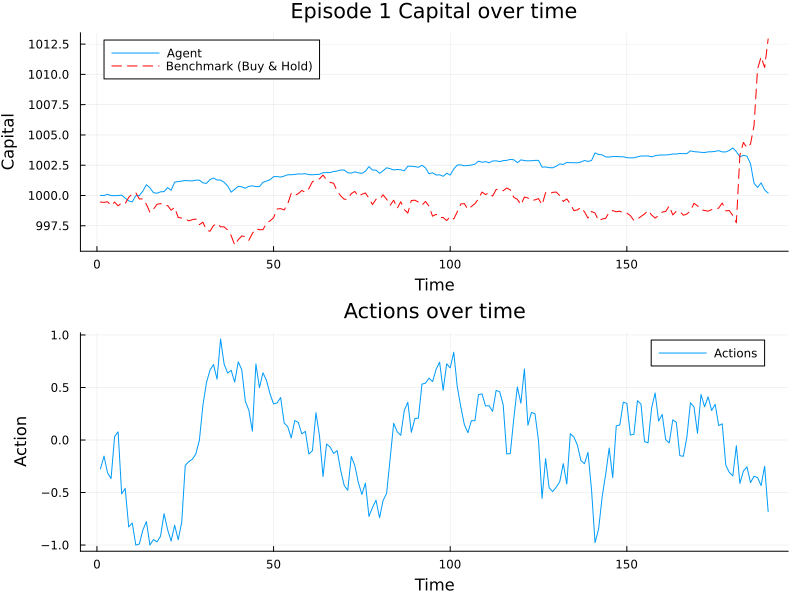 Episode 1 Capital over time
Capital
1012.5
1010.0
1007.5
1005.0
1002.5
1000.0
997.5
Agent
Benchmark (Buy & Hold)
0
50
100
150
Time
Actions over time
Action
1.0
0.5
0.0
−0.5
−1.0
Actions
0
50
100
150
Time